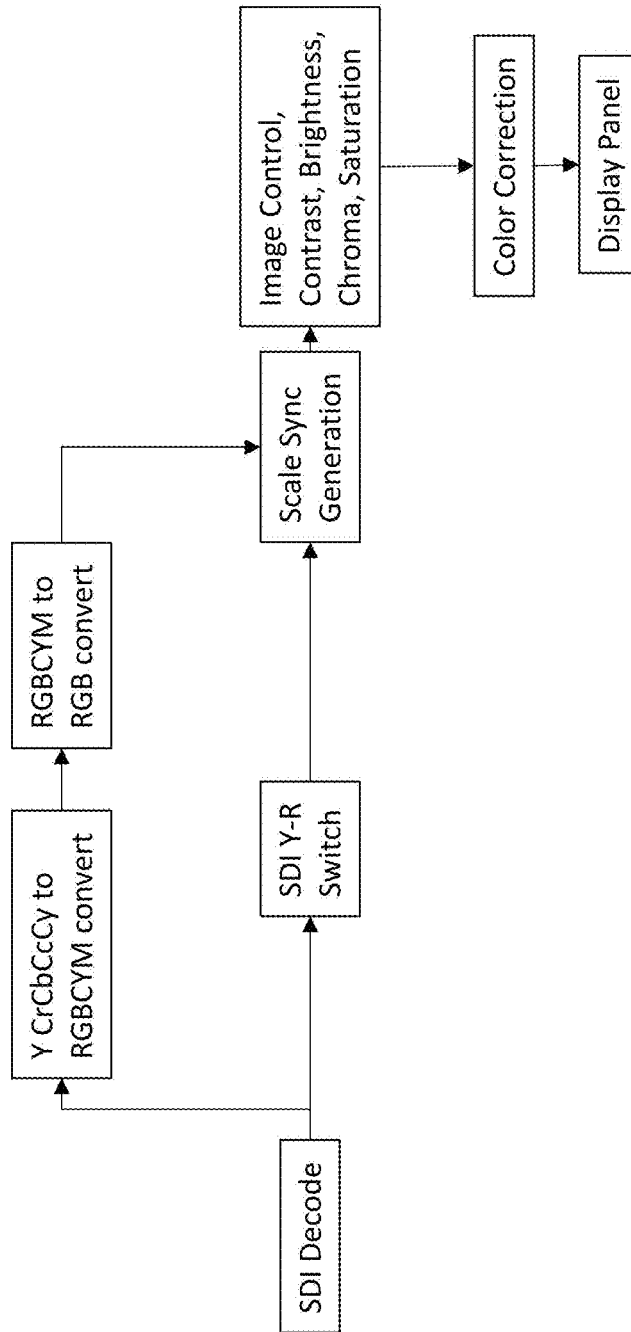 SDI Decode
Y CrCbCcCy to
RGBCYM convert
RGBCYM to
RGB convert
SDI Y-R
Switch
Scale Sync
Generation
Image Control,
Contrast, Brightness,
Chroma, Saturation
Color Correction
Display Panel